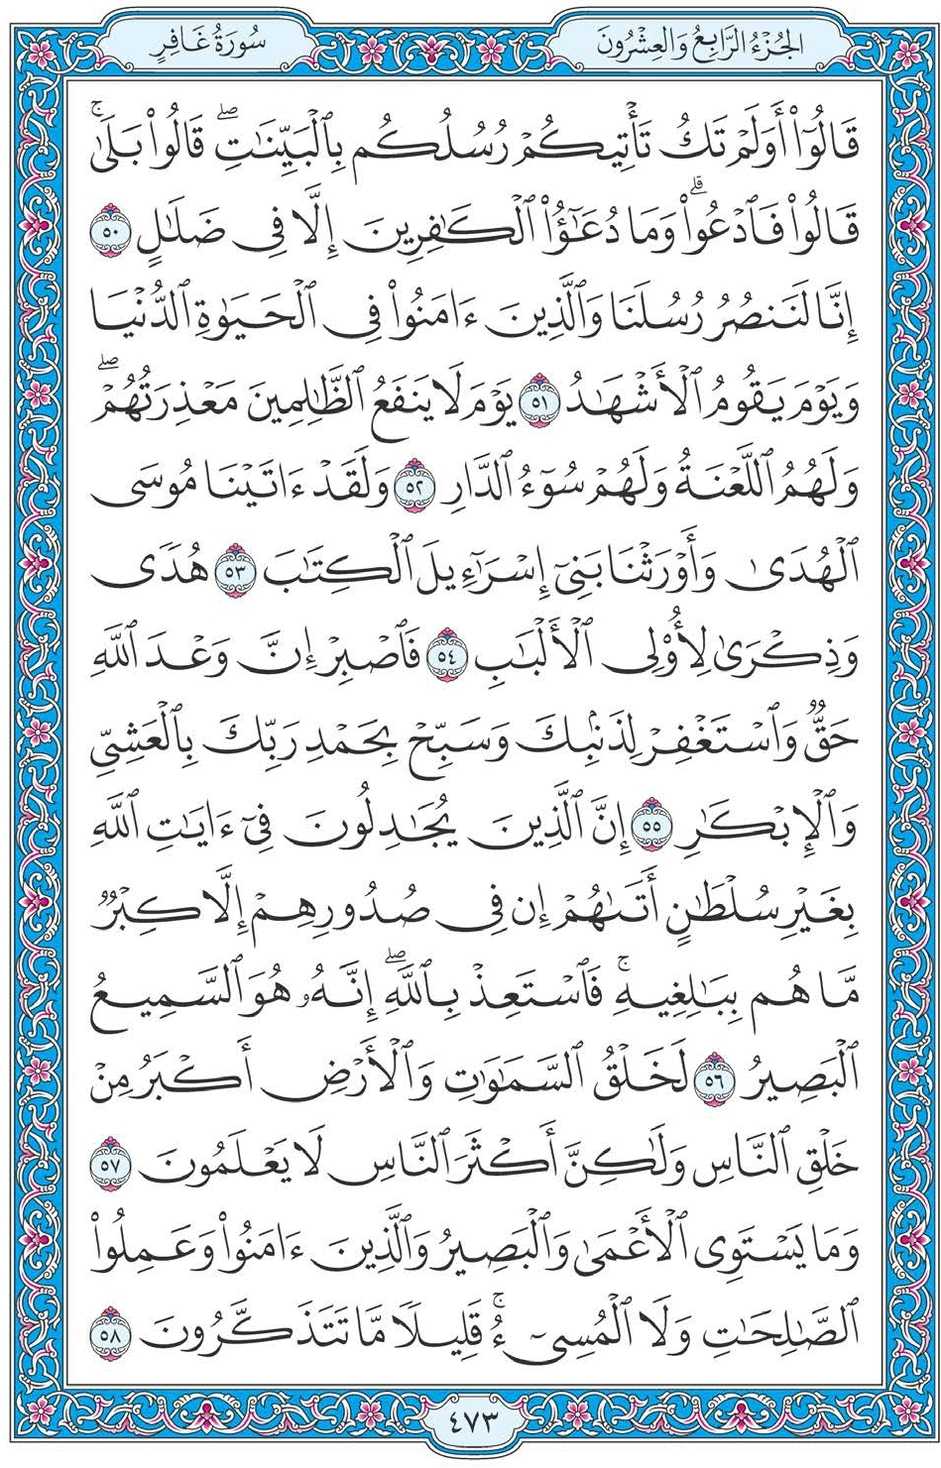 الجُزْءُ الرَّابِعُ وَالعِشْرُونَ
سُورَةُ غَافِرٍ
قَالُوٓا۟ أَوَلَمْ تَكُ تَأْتِيكُمْ رُسُلُكُم بِٱلْبَيِّنَـٰتِ ۖ قَالُوا۟ بَلَىٰ ۚ
قَالُوا۟ فَٱدْعُوا۟ ۗ وَمَا دُعَـٰٓؤُا۟ ٱلْكَـٰفِرِينَ إِلَّا فِى ضَلَـٰلٍ ٥٠
إِنَّا لَنَنصُرُ رُسُلَنَا وَٱلَّذِينَ ءَامَنُوا۟ فِى ٱلْحَيَوٰةِ ٱلدُّنْيَا
وَيَوْمَ يَقُومُ ٱلْأَشْهَـٰدُ ٥١ يَوْمَ لَا يَنفَعُ ٱلظَّـٰلِمِينَ مَعْذِرَتُهُمْ ۖ
وَلَهُمُ ٱللَّعْنَةُ وَلَهُمْ سُوٓءُ ٱلدَّارِ ٥٢ وَلَقَدْ ءَاتَيْنَا مُوسَى
ٱلْهُدَىٰ وَأَوْرَثْنَا بَنِىٓ إِسْرَٰٓءِيلَ ٱلْكِتَـٰبَ ٥٣ هُدًى
وَذِكْرَىٰ لِأُو۟لِى ٱلْأَلْبَـٰبِ ٥٤ فَٱصْبِرْ إِنَّ وَعْدَ ٱللَّهِ
حَقٌّ وَٱسْتَغْفِرْ لِذَنۢبِكَ وَسَبِّحْ بِحَمْدِ رَبِّكَ بِٱلْعَشِىِّ
وَٱلْإِبْكَـٰرِ ٥٥ إِنَّ ٱلَّذِينَ يُجَـٰدِلُونَ فِىٓ ءَايَـٰتِ ٱللَّهِ
بِغَيْرِ سُلْطَـٰنٍ أَتَىٰهُمْ إِن فِى صُدُورِهِمْ إِلَّا كِبْرٌ
مَّا هُم بِبَـٰلِغِيهِ ۚ فَٱسْتَعِذْ بِٱللَّهِ ۖ إِنَّهُۥ هُوَ ٱلسَّمِيعُ
ٱلْبَصِيرُ ٥٦ لَخَلْقُ ٱلسَّمَـٰوَٰتِ وَٱلْأَرْضِ أَكْبَرُ مِنْ
خَلْقِ ٱلنَّاسِ وَلَـٰكِنَّ أَكْثَرَ ٱلنَّاسِ لَا يَعْلَمُونَ ٥٧
وَمَا يَسْتَوِى ٱلْأَعْمَىٰ وَٱلْبَصِيرُ وَٱلَّذِينَ ءَامَنُوا۟ وَعَمِلُوا۟
ٱلصَّـٰلِحَـٰتِ وَلَا ٱلْمُسِىٓءُ ۚ قَلِيلًا مَّا تَتَذَكَّرُونَ ٥٨
٤٧٣